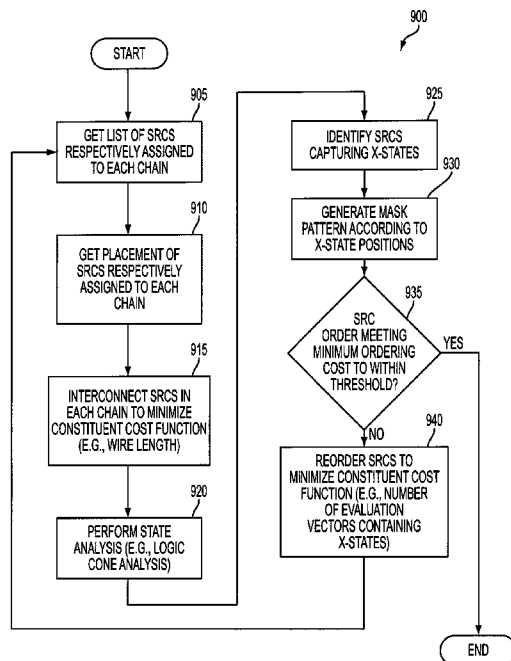 900
START
905
GET LIST OF SRCS
RESPECTIVELY ASSIGNED
TO EACH CHAIN
910
GET PLACEMENT OF
SRCS RESPECTIVELY
ASSIGNED TO EACH
CHAIN
915
INTERCONNECT SRCS IN
EACH CHAIN TO MINIMIZE
CONSTITUENT COST FUNCTION
(E.G., WIRE LENGTH)
920
PERFORM STATE
ANALYSIS (E.G., LOGIC
CONE ANALYSIS)
925
IDENTIFY SRCS
CAPTURING X-STATES
930
GENERATE MASK
PATTERN ACCORDING TO
X-STATE POSITIONS
935
SRC
ORDER MEETING
MINIMUM ORDERING
COST TO WITHIN
THRESHOLD?
YES
NO
940
REORDER SRCS TO
MINIMIZE CONSTITUENT COST
FUNCTION (E.G., NUMBER
OF EVALUATION
VECTORS CONTAINING
X-STATES)
END